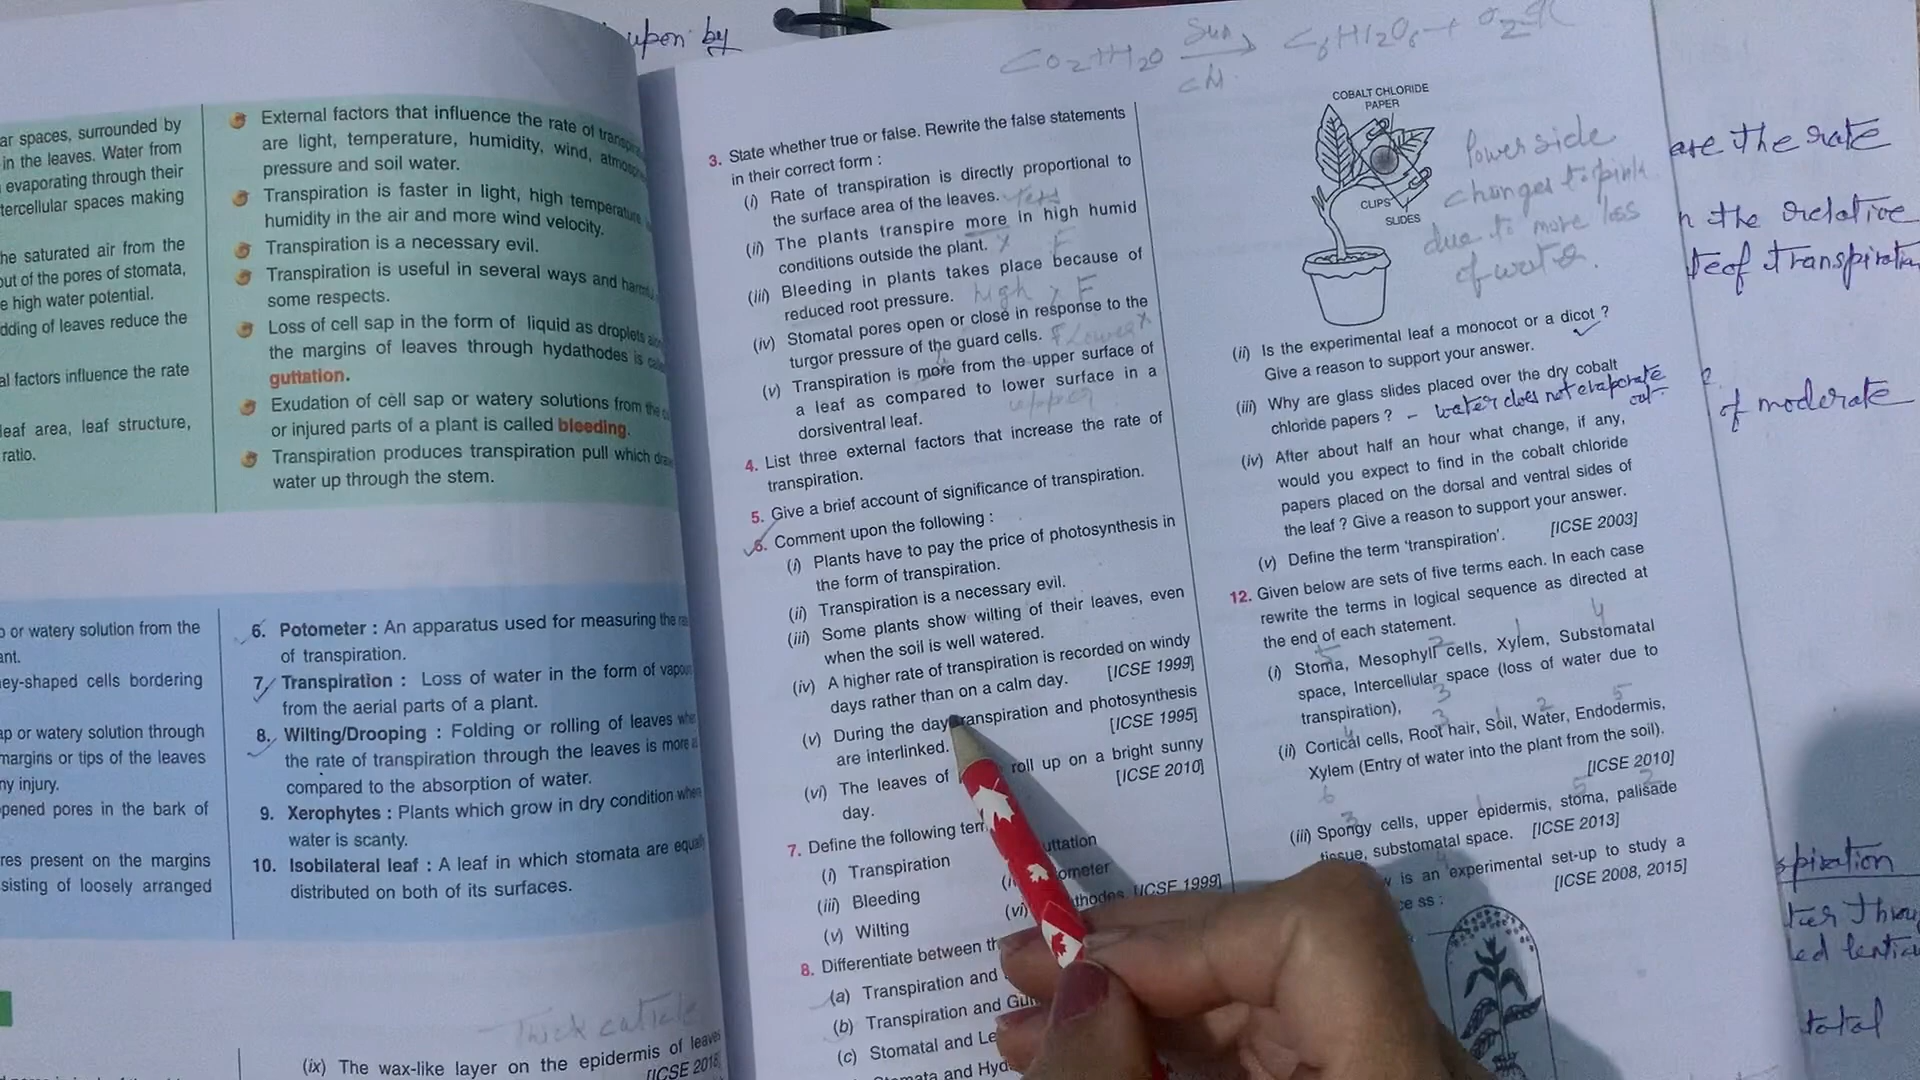 upon by
CO2+H2O Sun C6H12O6+ O2
ar spaces, surrounded by
in the leaves. Water from
evaporating through their
tercellular spaces making
he saturated air from the
out of the pores of stomata,
e high water potential.
dding of leaves reduce the
al factors influence the rate
leaf area, leaf structure,
ratio.
External factors that influence the rate of
are light, temperature, humidity, wind,
pressure and soil water.
Transpiration is faster in light, high temperature
humidity in the air and more wind velocity.
Transpiration is a necessary evil.
Transpiration is useful in several ways and
some respects.
Loss of cell sap in the form of liquid as droplets
the margins of leaves through hydathodes is
guttation.
Exudation of cell sap or watery solutions from the
or injured parts of a plant is called bleeding.
Transpiration produces transpiration pull which
water up through the stem.
o or watery solution from the
ant.
ey-shaped cells bordering
ap or watery solution through
margins or tips of the leaves
ny injury.
pened pores in the bark of
res present on the margins
sisting of loosely arranged
6. Potometer : An apparatus used for measuring the
of transpiration.
7. Transpiration : Loss of water in the form of
from the aerial parts of a plant.
8. Wilting/Drooping : Folding or rolling of leaves
the rate of transpiration through the leaves is more
compared to the absorption of water.
9. Xerophytes : Plants which grow in dry condition
water is scanty.
10. Isobilateral leaf : A leaf in which stomata are
distributed on both of its surfaces.
Thick cuticle
(ix) The wax-like layer on the epidermis of leaves
3. State whether true or false. Rewrite the false statements
in their correct form :
(i) Rate of transpiration is directly proportional to
the surface area of the leaves.
(ii) The plants transpire more in high humid
conditions outside the plant. X F
(iii) Bleeding in plants takes place because of
reduced root pressure. high F
(iv) Stomatal pores open or close in response to the
turgor pressure of the guard cells. Lower
(v) Transpiration is more from the upper surface of
a leaf as compared to lower surface in a
dorsiventral leaf. upper
4. List three external factors that increase the rate of
transpiration.
5. Give a brief account of significance of transpiration.
6. Comment upon the following :
(i) Plants have to pay the price of photosynthesis in
the form of transpiration.
(ii) Transpiration is a necessary evil.
(iii) Some plants show wilting of their leaves, even
when the soil is well watered.
(iv) A higher rate of transpiration is recorded on windy
days rather than on a calm day. [ICSE 1999]
(v) During the day transpiration and photosynthesis
are interlinked. [ICSE 1995]
(vi) The leaves of roll up on a bright sunny
day. [ICSE 2010]
7. Define the following
(i) Transpiration
(iii) Bleeding
(v) Wilting
(vi) [ICSE 1999]
8. Differentiate between
(a) Transpiration and
(b) Transpiration and
(c) Stomatal and
COBALT CHLORIDE
PAPER
CLIPS
SLIDES
side
changes to pink
due to more loss
of water.
(ii) Is the experimental leaf a monocot or a dicot ?
Give a reason to support your answer.
(iii) Why are glass slides placed over the dry cobalt
chloride papers ? – water does not evaporate
out.
(iv) After about half an hour what change, if any,
would you expect to find in the cobalt chloride
papers placed on the dorsal and ventral sides of
the leaf ? Give a reason to support your answer.
(v) Define the term 'transpiration'. [ICSE 2003]
12. Given below are sets of five terms each. In each case
rewrite the terms in logical sequence as directed at
the end of each statement.
(i) Stoma, Mesophyll cells, Xylem, Substomatal
space, Intercellular space (loss of water due to
transpiration),
(ii) Cortical cells, Root hair, Soil, Water, Endodermis,
Xylem (Entry of water into the plant from the soil).
[ICSE 2010]
(iii) Spongy cells, upper epidermis, stoma, palisade
tissue, substomatal space. [ICSE 2013]
is an experimental set-up to study a
[ICSE 2008, 2015]
are the rate
the relative
of transpiration
of moderate
total